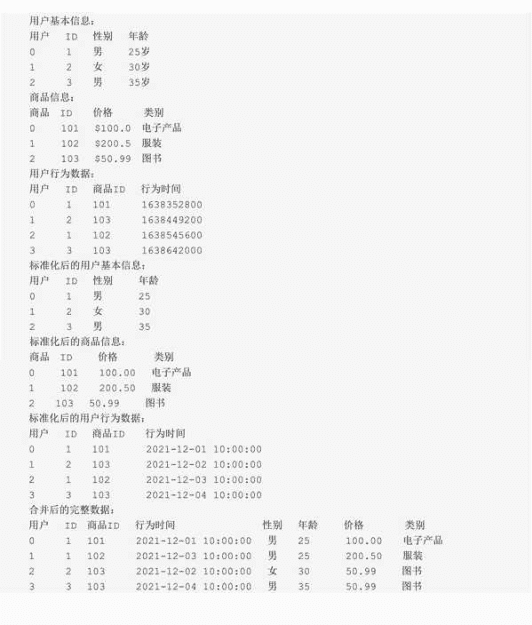 用户基本信息：
用户 ID 性别 年龄
0 1 男 25岁
1 2 女 30岁
2 3 男 35岁
商品信息：
商品 ID 价格 类别
0 101 $100.0 电子产品
1 102 $200.5 服装
2 103 $50.99 图书
用户行为数据：
用户 ID 商品ID 行为时间
0 1 101 1638352800
1 2 103 1638449200
2 1 102 1638545600
3 3 103 1638642000
标准化后的用户基本信息：
用户 ID 性别 年龄
0 1 男 25
1 2 女 30
2 3 男 35
标准化后的商品信息：
商品 ID 价格 类别
0 101 100.00 电子产品
1 102 200.50 服装
2 103 50.99 图书
标准化后的用户行为数据：
用户 ID 商品ID 行为时间
0 1 101 2021-12-01 10:00:00
1 2 103 2021-12-02 10:00:00
2 1 102 2021-12-03 10:00:00
3 3 103 2021-12-04 10:00:00
合并后的完整数据：
用户 ID 商品ID 行为时间 性别 年龄 价格 类别
0 1 101 2021-12-01 10:00:00 男 25 100.00 电子产品
1 1 102 2021-12-03 10:00:00 男 25 200.50 服装
2 2 103 2021-12-02 10:00:00 女 30 50.99 图书
3 3 103 2021-12-04 10:00:00 男 35 50.99 图书